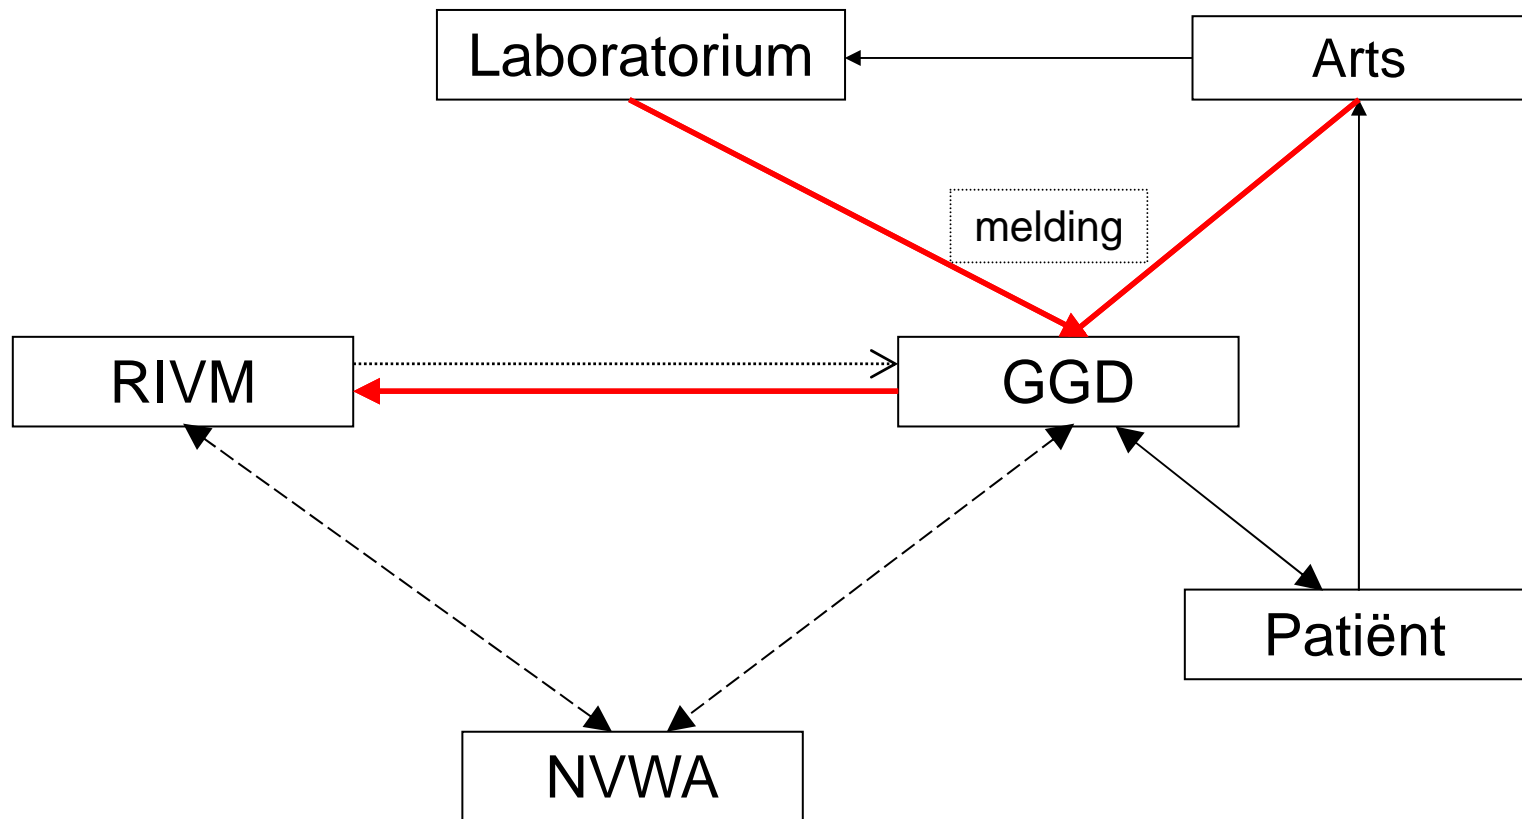 Laboratorium
Arts
melding
RIVM
GGD
Patiënt
NVWA